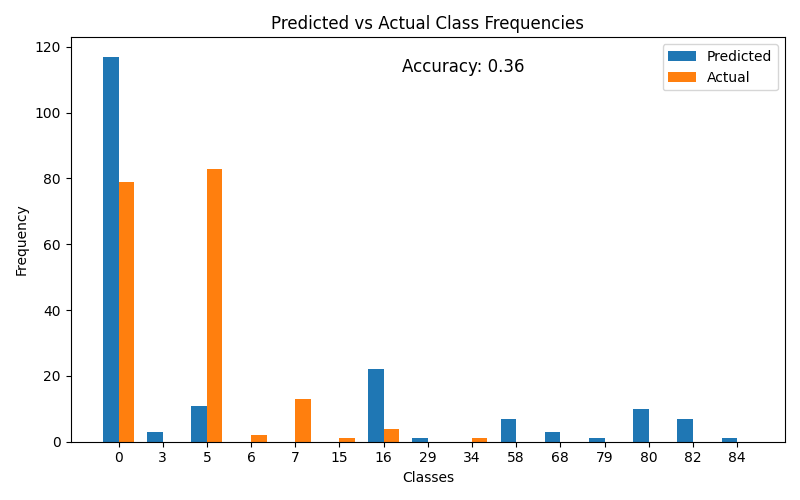 Predicted vs Actual Class Frequencies
Accuracy: 0.36
Predicted
Actual
Frequency
120
100
80
60
40
20
0
0 3 5 6 7 15 16 29 34 58 68 79 80 82 84
Classes